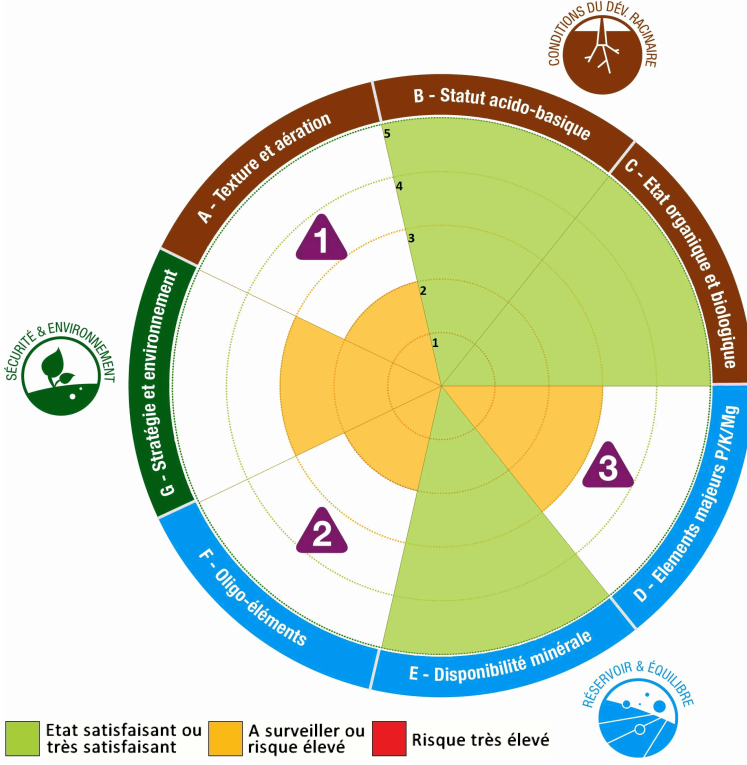 CONDITIONS DU DÉV. RACINAIRE
B - Statut acido-basique
A - Texture et aération
C - Etat organique et biologique
5
4
3
2
1
1
SÉCURITÉ & ENVIRONNEMENT
G - Stratégie et environnement
3
2
D - Elements majeurs P/K/Mg
F - Oligo-éléments
E - Disponibilité minérale
RÉSERVOIR & ÉQUILIBRE
Etat satisfaisant ou
très satisfaisant
A surveiller ou
risque élevé
Risque très élevé